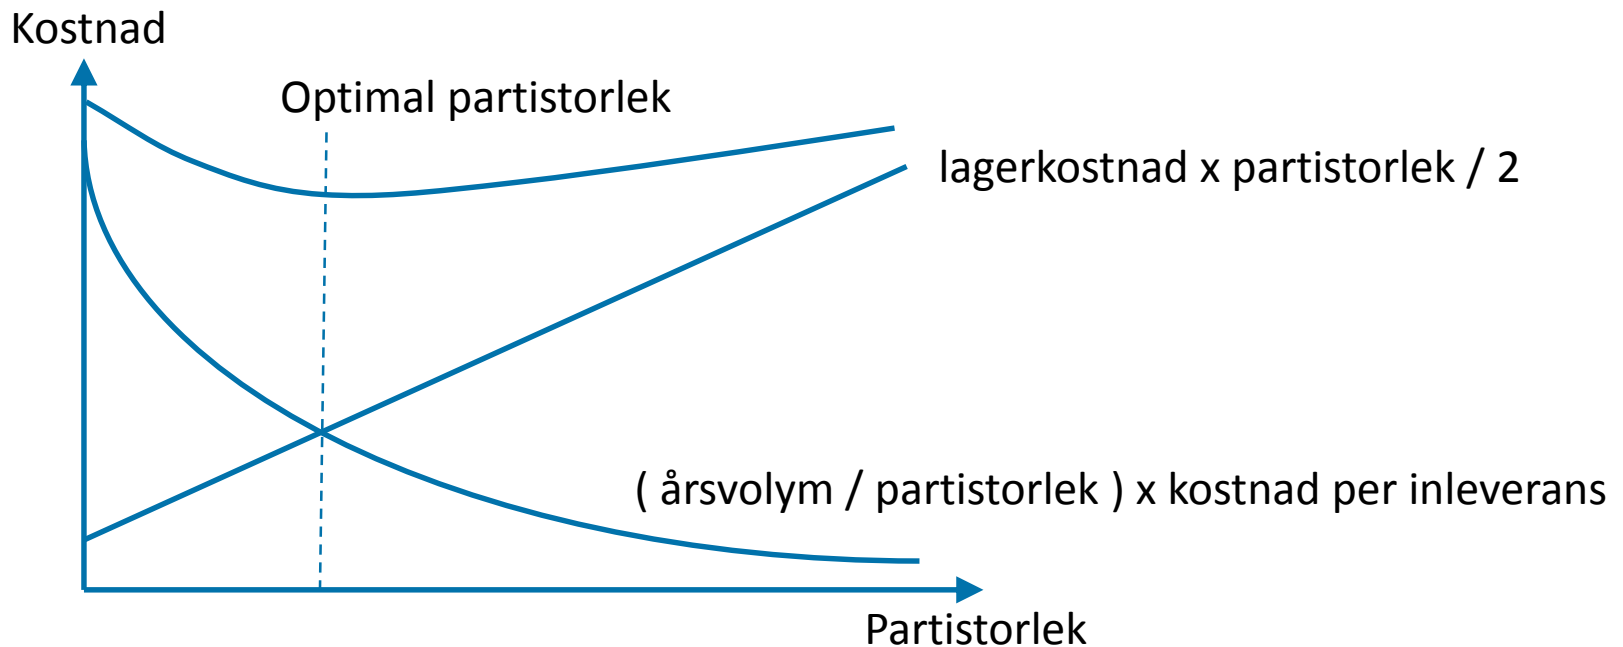 Kostnad
Optimal partistorlek
lagerkostnad x partistorlek / 2
( årsvolym / partistorlek ) x kostnad per inleverans
Partistorlek